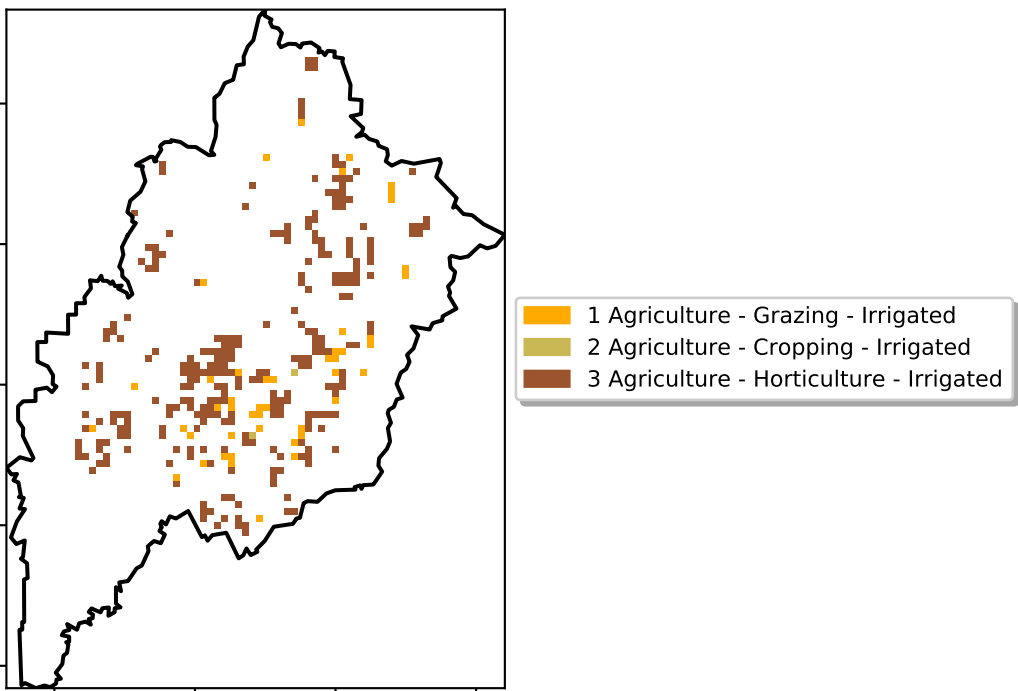 1 Agriculture - Grazing - Irrigated
2 Agriculture - Cropping - Irrigated
3 Agriculture - Horticulture - Irrigated